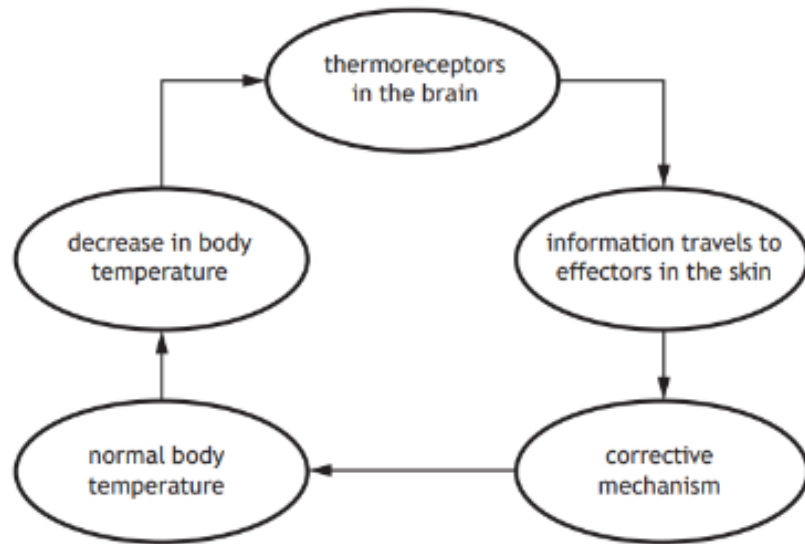 thermoreceptors
in the brain
decrease in body
temperature
information travels to
effectors in the skin
normal body
temperature
corrective
mechanism